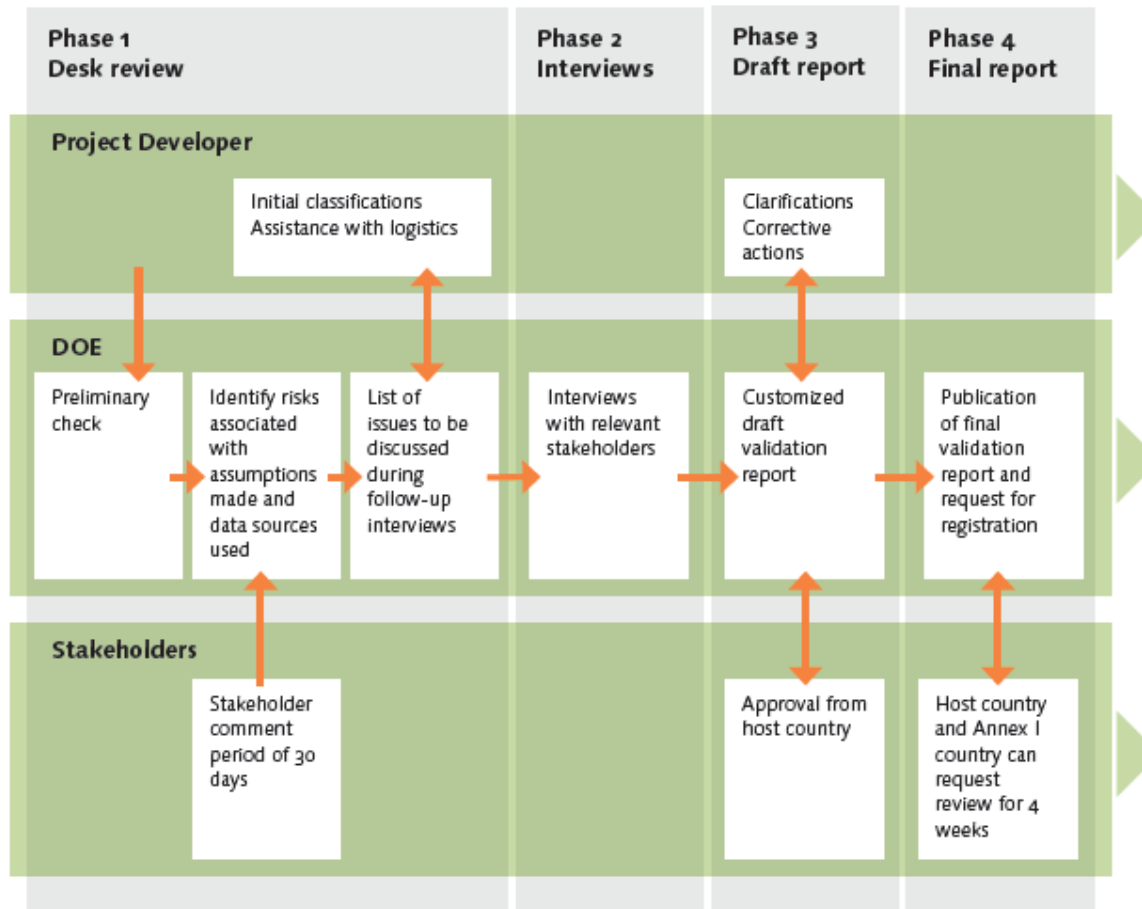 Phase 1
Desk review
Phase 2
Interviews
Phase 3
Draft report
Phase 4
Final report
Project Developer
Initial classifications
Assistance with logistics
Clarifications
Corrective
actions
DOE
Preliminary
check
Identify risks
associated
with
assumptions
made and
data sources
used
List of
issues to be
discussed
during
follow-up
interviews
Interviews
with relevant
stakeholders
Customized
draft
validation
report
Publication
of final
validation
report and
request for
registration
Stakeholders
Stakeholder
comment
period of 30
days
Approval from
host country
Host country
and Annex I
country can
request
review for 4
weeks